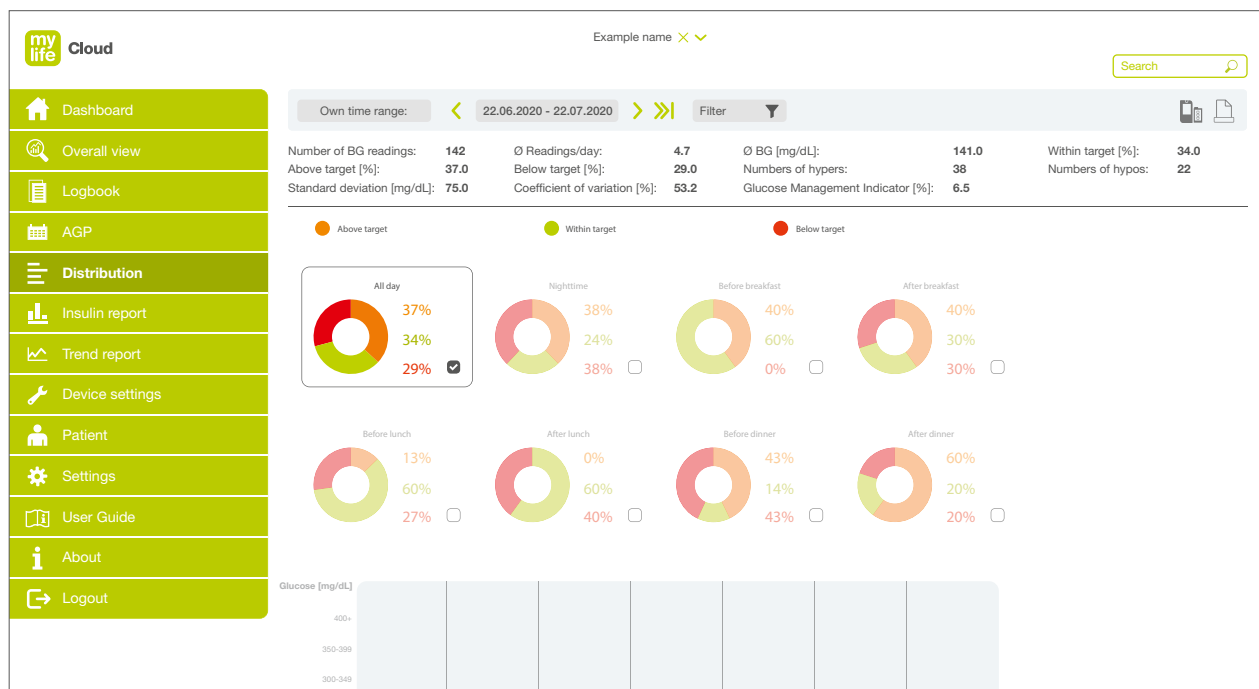 my
life Cloud
Example name
Search
Dashboard
Overall view
Logbook
AGP
Distribution
Insulin report
Trend report
Device settings
Patient
Settings
User Guide
About
Logout
Own time range: 22.06.2020 - 22.07.2020 Filter
Number of BG readings: 142 Ø Readings/day: 4.7 Ø BG [mg/dL]: 141.0 Within target [%]: 34.0
Above target [%]: 37.0 Below target [%]: 29.0 Numbers of hypers: 38 Numbers of hypos: 22
Standard deviation [mg/dL]: 75.0 Coefficient of variation [%]: 53.2 Glucose Management Indicator [%]: 6.5
Above target Within target Below target
All day
37%
34%
29%
Nighttime
38%
24%
38%
Before breakfast
40%
60%
0%
After breakfast
40%
30%
30%
Before lunch
13%
60%
27%
After lunch
0%
60%
40%
Before dinner
43%
14%
43%
After dinner
60%
20%
20%
Glucose [mg/dL]
400+
350-399
300-349